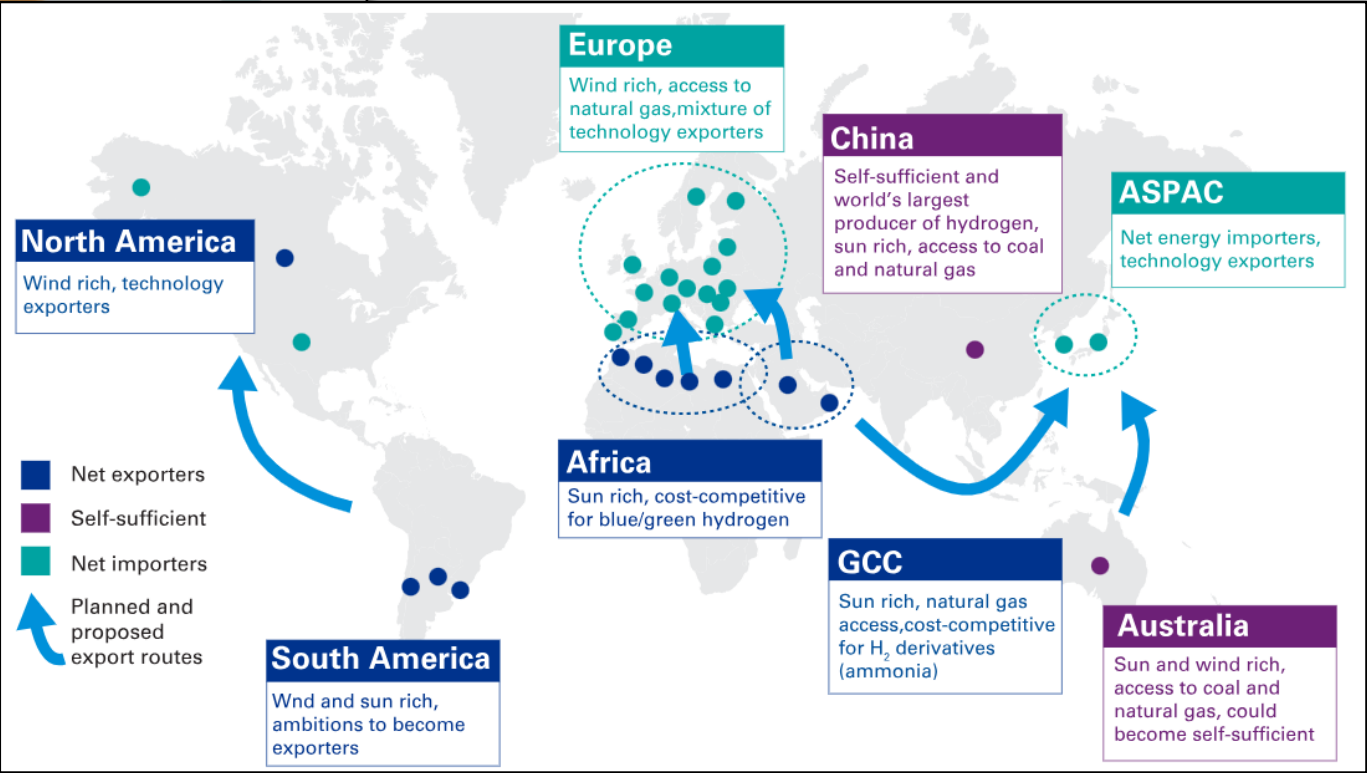 Europe
Wind rich, access to
natural gas,mixture of
technology exporters
China
Self-sufficient and
world's largest
producer of hydrogen,
sun rich, access to coal
and natural gas
ASPAC
Net energy importers,
technology exporters
North America
Wind rich, technology
exporters
Africa
Sun rich, cost-competitive
for blue/green hydrogen
Net exporters
Self-sufficient
Net importers
Planned and
proposed
export routes
GCC
Sun rich, natural gas
access,cost-competitive
for H₂ derivatives
(ammonia)
Australia
Sun and wind rich,
access to coal and
natural gas, could
become self-sufficient
South America
Wnd and sun rich,
ambitions to become
exporters